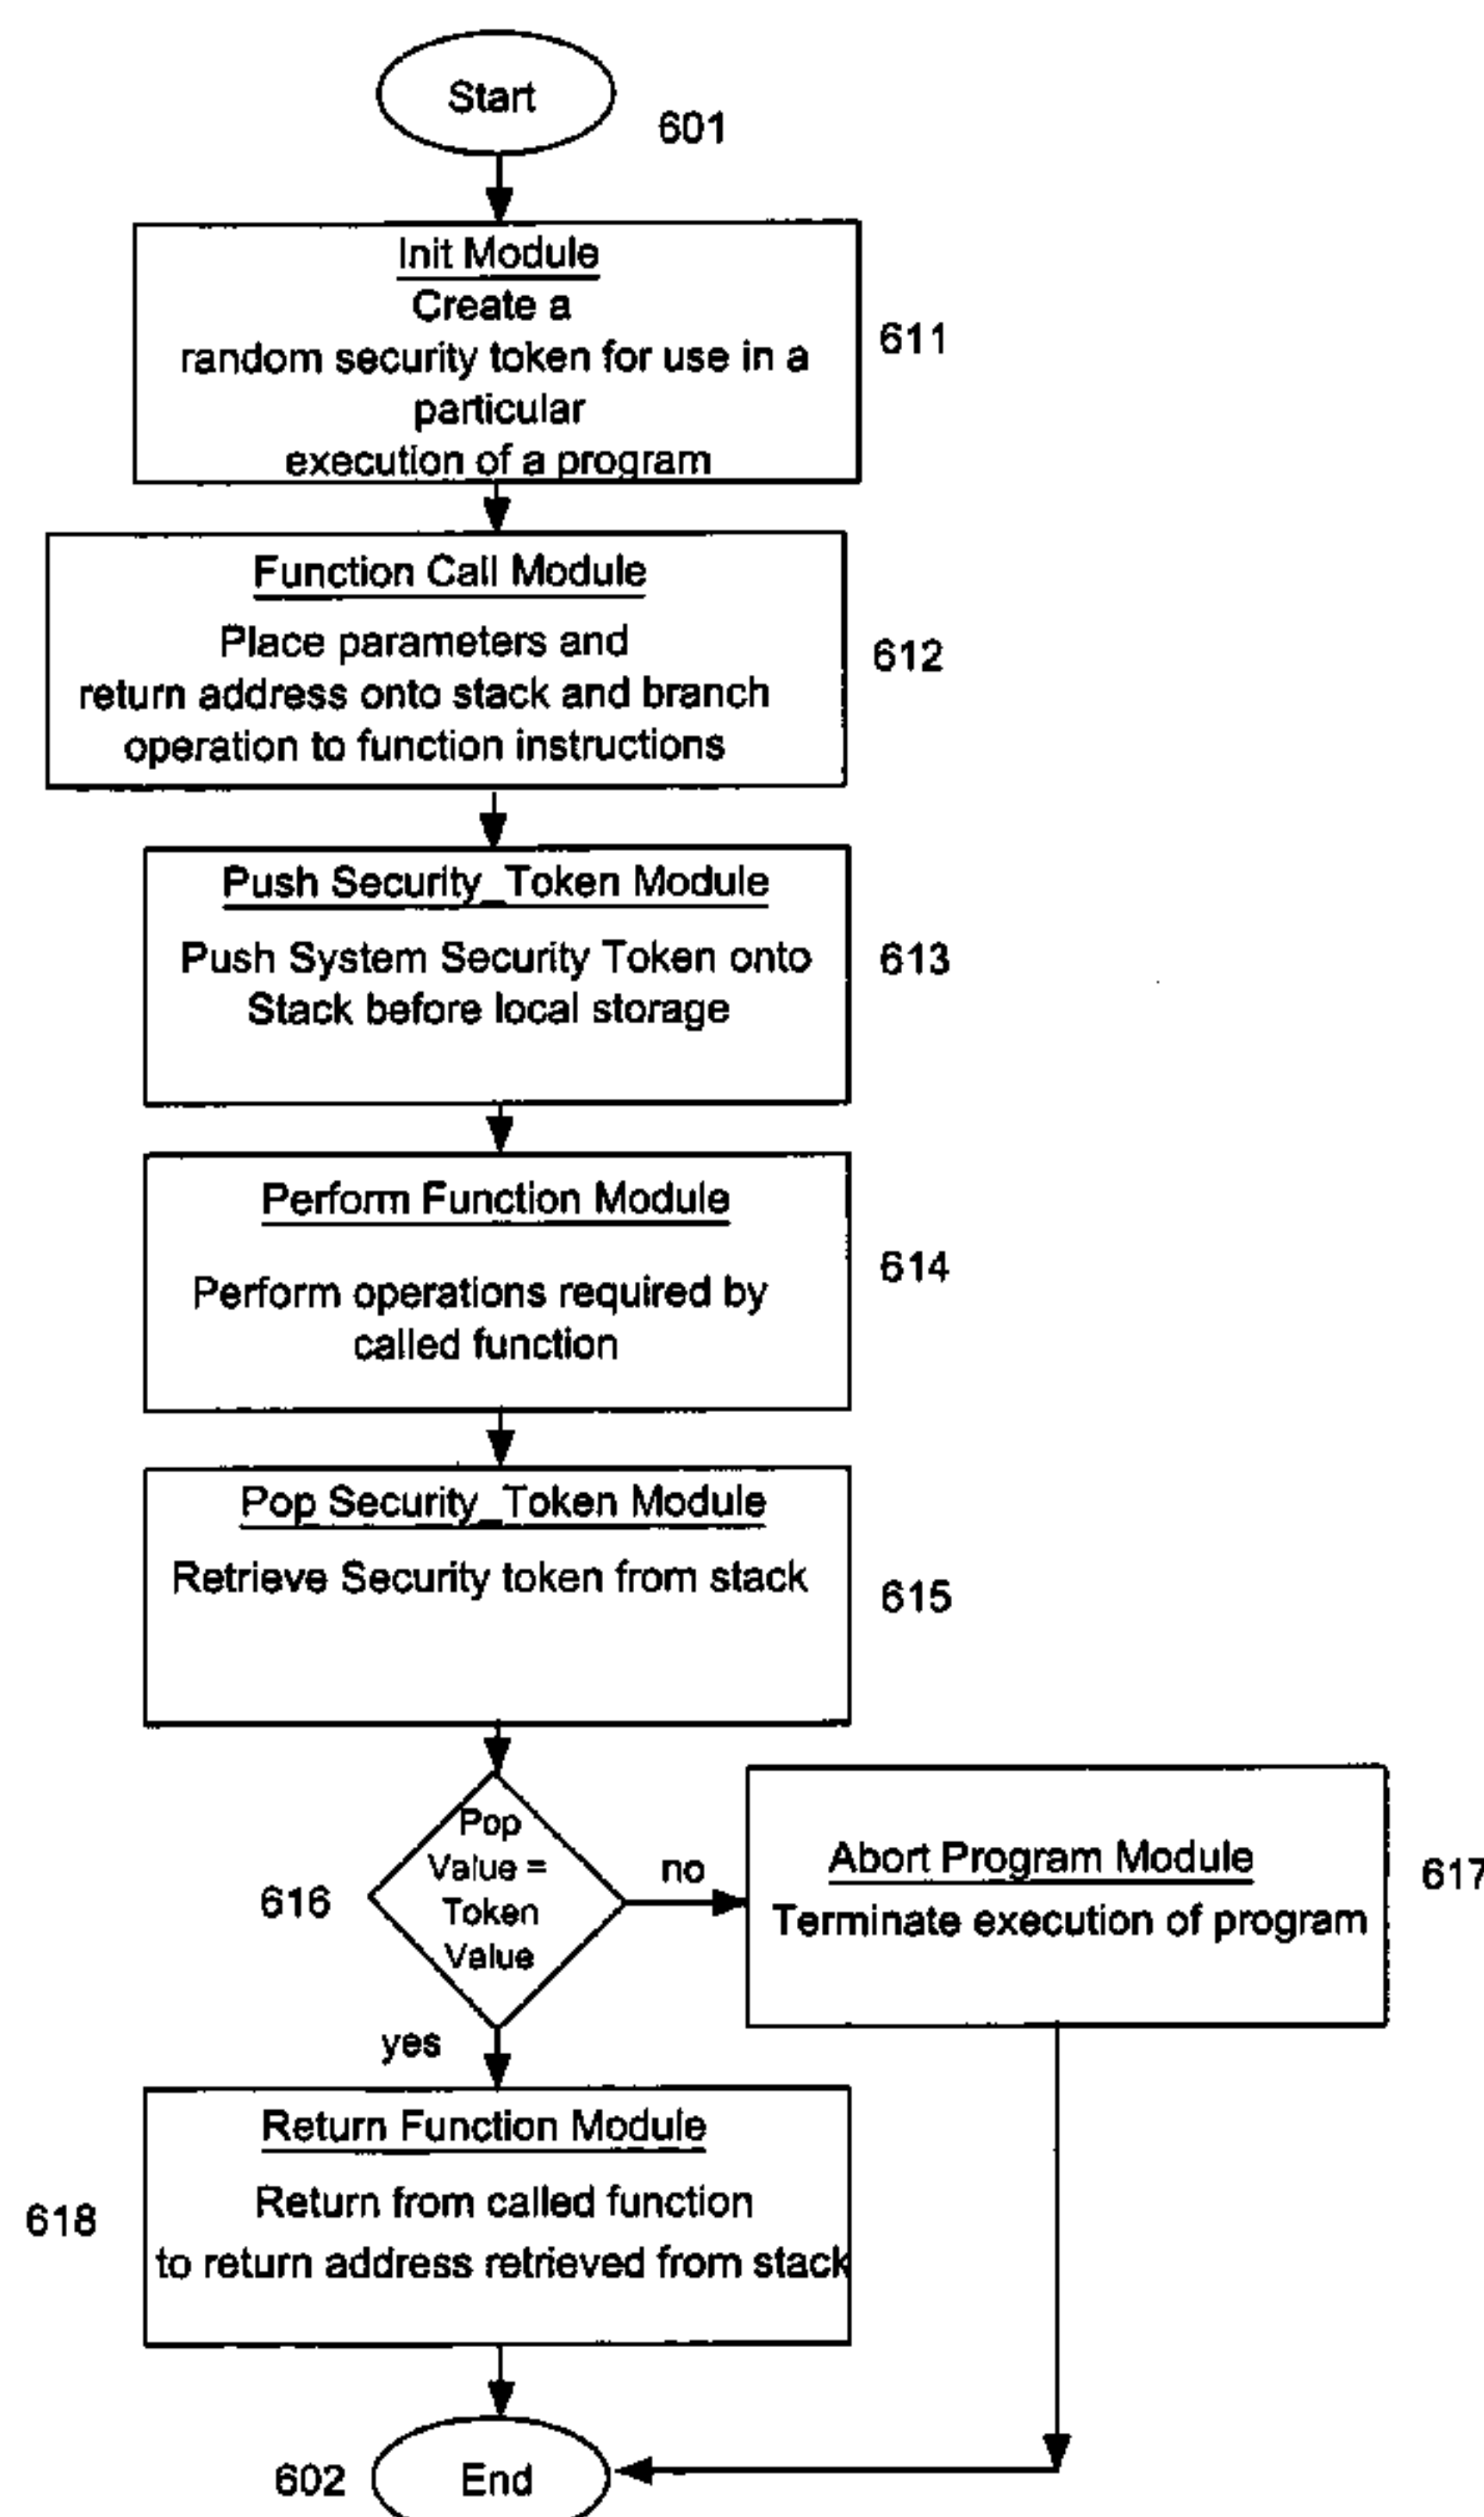 Start
601
Init Module
Create a
random security token for use in a
particular
execution of a program
611
Function Call Module
Place parameters and
return address onto stack and branch
operation to function instructions
612
Push Security_Token Module
Push System Security Token onto
Stack before local storage
613
Perform Function Module
Perform operations required by
called function
614
Pop Security_Token Module
Retrieve Security token from stack
615
Pop
Value =
Token
Value
616
no
Abort Program Module
Terminate execution of program
617
yes
Return Function Module
Return from called function
to return address retrieved from stack
618
602
End